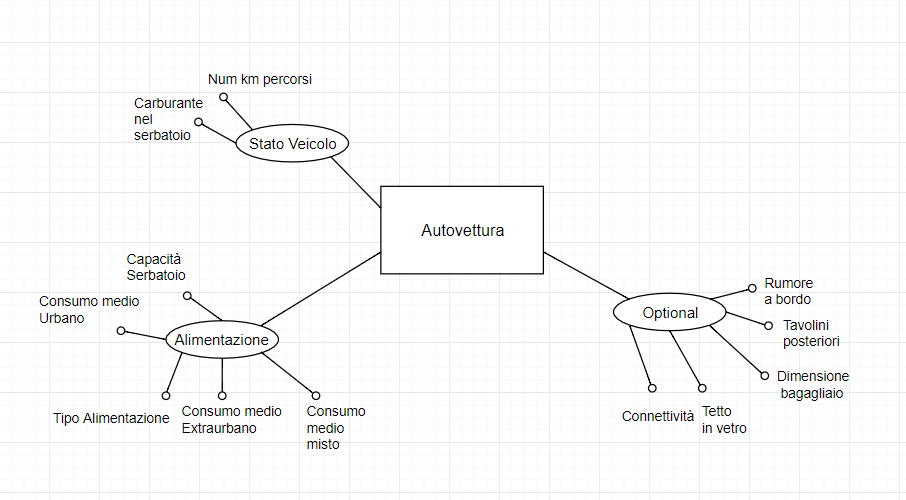 Num km percorsi
Carburante
nel
serbatoio
Stato Veicolo
Autovettura
Capacità
Serbatoio
Consumo medio
Urbano
Alimentazione
Tipo Alimentazione
Consumo medio
Extraurbano
Consumo
medio
misto
Optional
Rumore
a bordo
Tavolini
posteriori
Dimensione
bagagliaio
Connettività
Tetto
in vetro